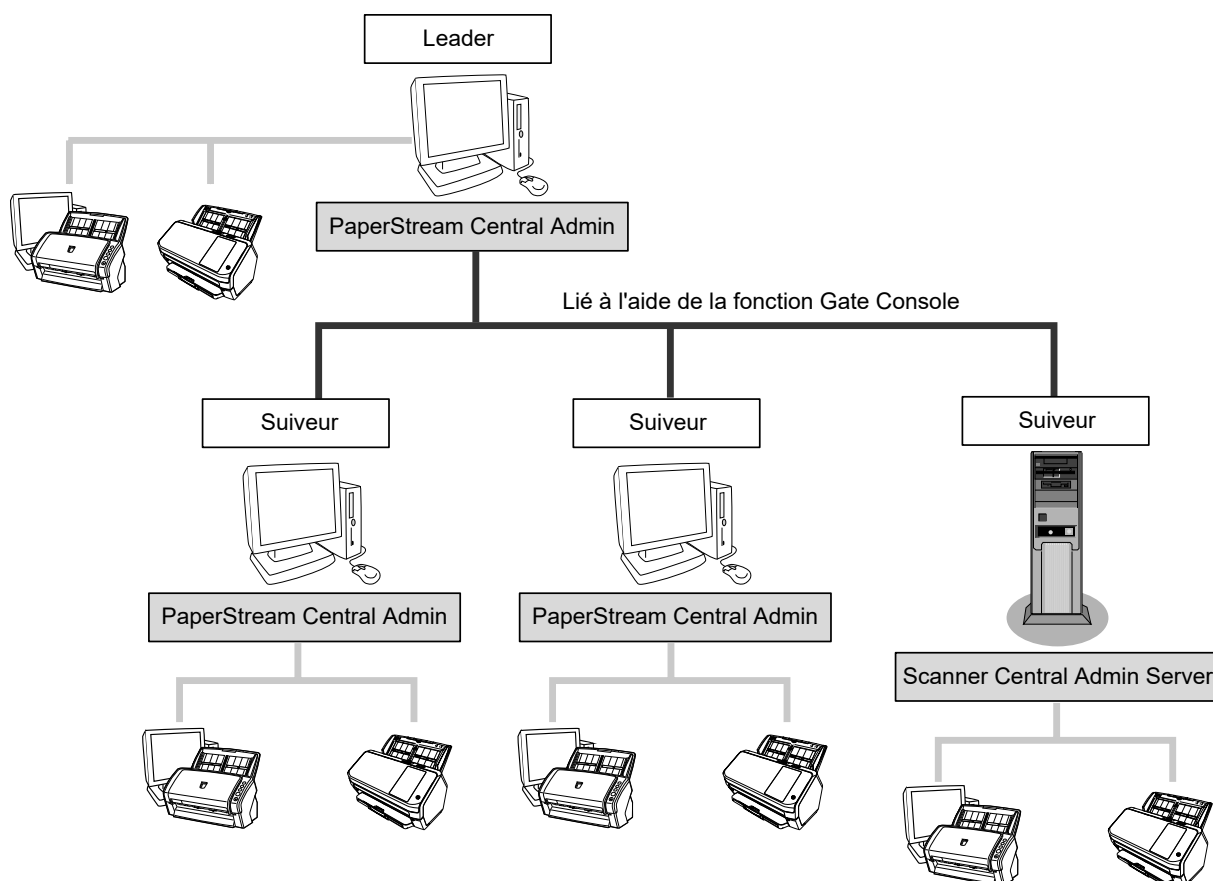 Leader
PaperStream Central Admin
Lié à l'aide de la fonction Gate Console
Suiveur
Suiveur
Suiveur
PaperStream Central Admin
PaperStream Central Admin
Scanner Central Admin Server